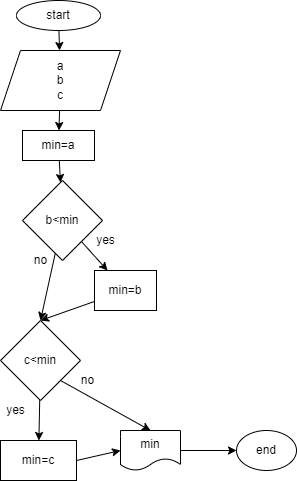 start
a
b
c
min=a
b<min
yes
no
min=b
c<min
no
yes
min
end
min=c